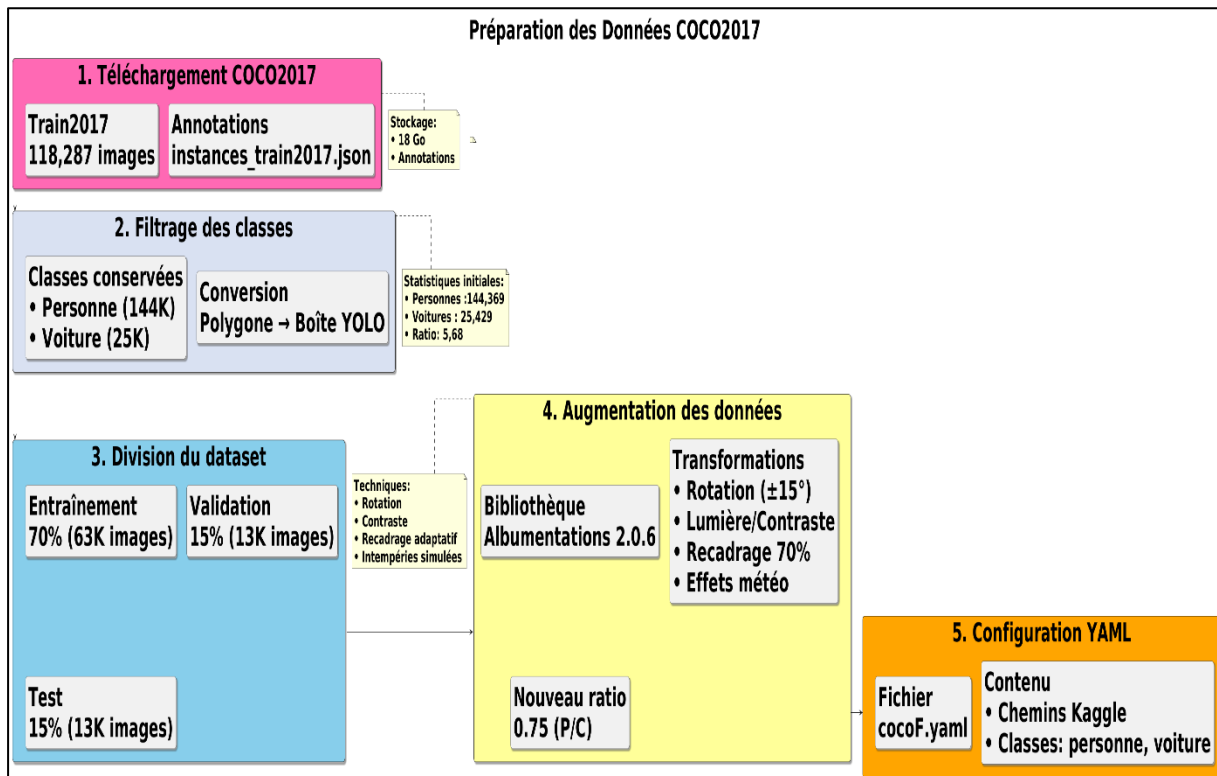 Préparation des Données COCO2017
1. Téléchargement COCO2017
Train2017
118,287 images
Annotations
instances_train2017.json
Stockage:
• 18 Go
• Annotations
2. Filtrage des classes
Classes conservées
• Personne (144K)
• Voiture (25K)
Conversion
Polygone → Boîte YOLO
Statistiques initiales:
• Personnes :144,369
• Voitures : 25,429
• Ratio: 5,68
3. Division du dataset
Entraînement
70% (63K images)
Validation
15% (13K images)
Test
15% (13K images)
Techniques:
• Rotation
• Contraste
• Recadrage adaptatif
• Intempéries simulées
4. Augmentation des données
Bibliothèque
Albumentations 2.0.6
Transformations
• Rotation (±15°)
• Lumière/Contraste
• Recadrage 70%
• Effets météo
Nouveau ratio
0.75 (P/C)
5. Configuration YAML
Fichier
cocoF.yaml
Contenu
• Chemins Kaggle
• Classes: personne, voiture